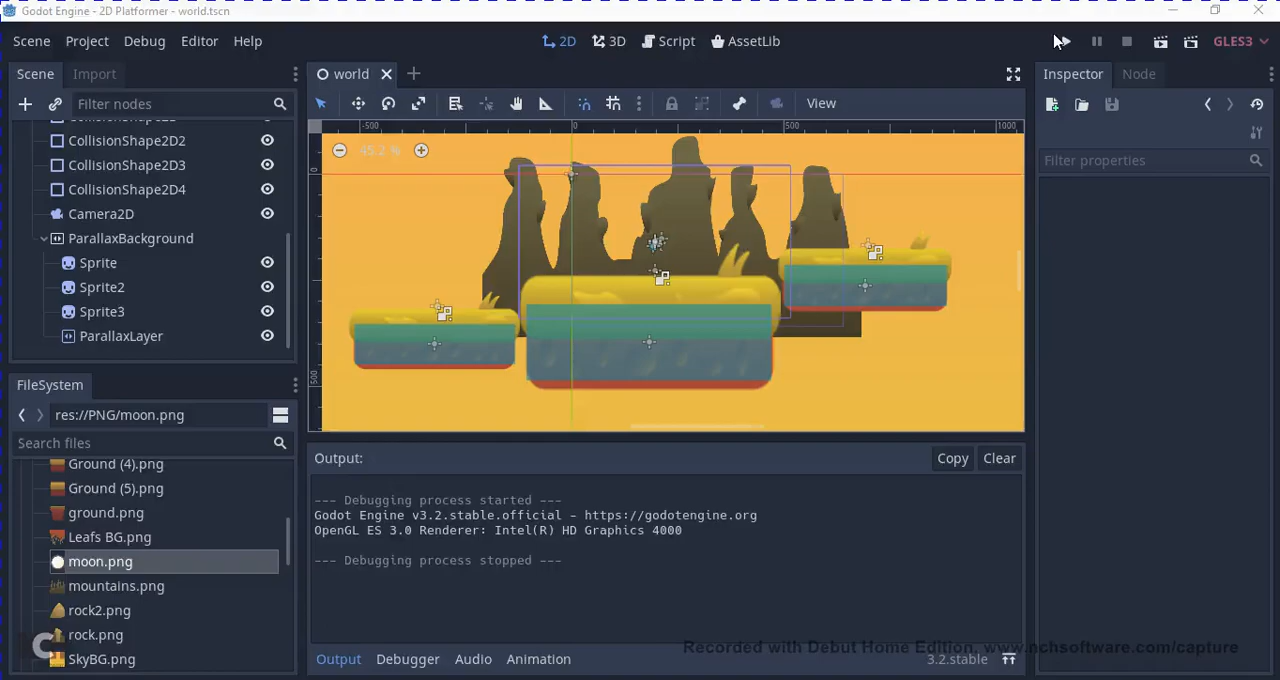 Godot Engine - 2D Platformer - world.tscn
Scene Project Debug Editor Help
2D 3D Script AssetLib
GLES3
Scene Import
Filter nodes
CollisionShape2D2
CollisionShape2D3
CollisionShape2D4
Camera2D
ParallaxBackground
Sprite
Sprite2
Sprite3
ParallaxLayer
FileSystem
res://PNG/moon.png
Search files
Ground (4).png
Ground (5).png
ground.png
Leafs BG.png
moon.png
mountains.png
rock2.png
rock.png
SkyBG.png
world
View
-500 0 500 1000
45.2 %
0
500
Output:
Copy Clear
--- Debugging process started ---
Godot Engine v3.2.stable.official - https://godotengine.org
OpenGL ES 3.0 Renderer: Intel(R) HD Graphics 4000
--- Debugging process stopped ---
Output Debugger Audio Animation
3.2.stable
Inspector Node
Filter properties
Recorded with Debut Home Edition, www.nchsoftware.com/capture